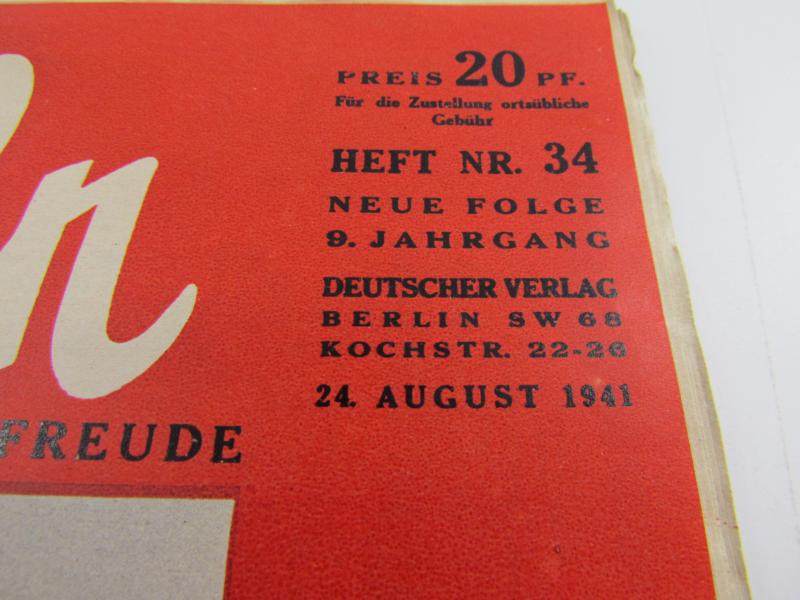 PREIS 20 PF.
Für die Zustellung ortsübliche
Gebühr
HEFT NR. 34
NEUE FOLGE
9. JAHRGANG
DEUTSCHER VERLAG
BERLIN SW 68
KOCHSTR. 22-26
24. AUGUST 1941
n
FREUDE